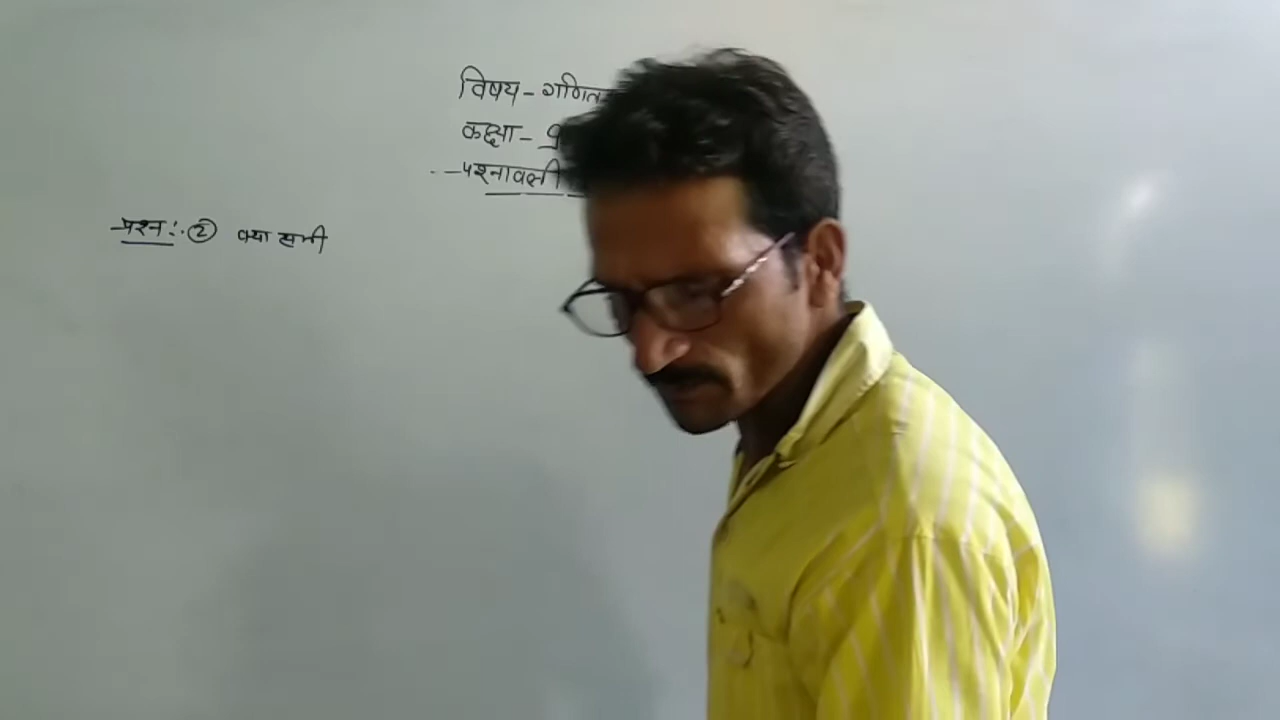 विषय- गणित
कक्षा-
प्रश्नावली
प्रश्न:. ② क्या सभी